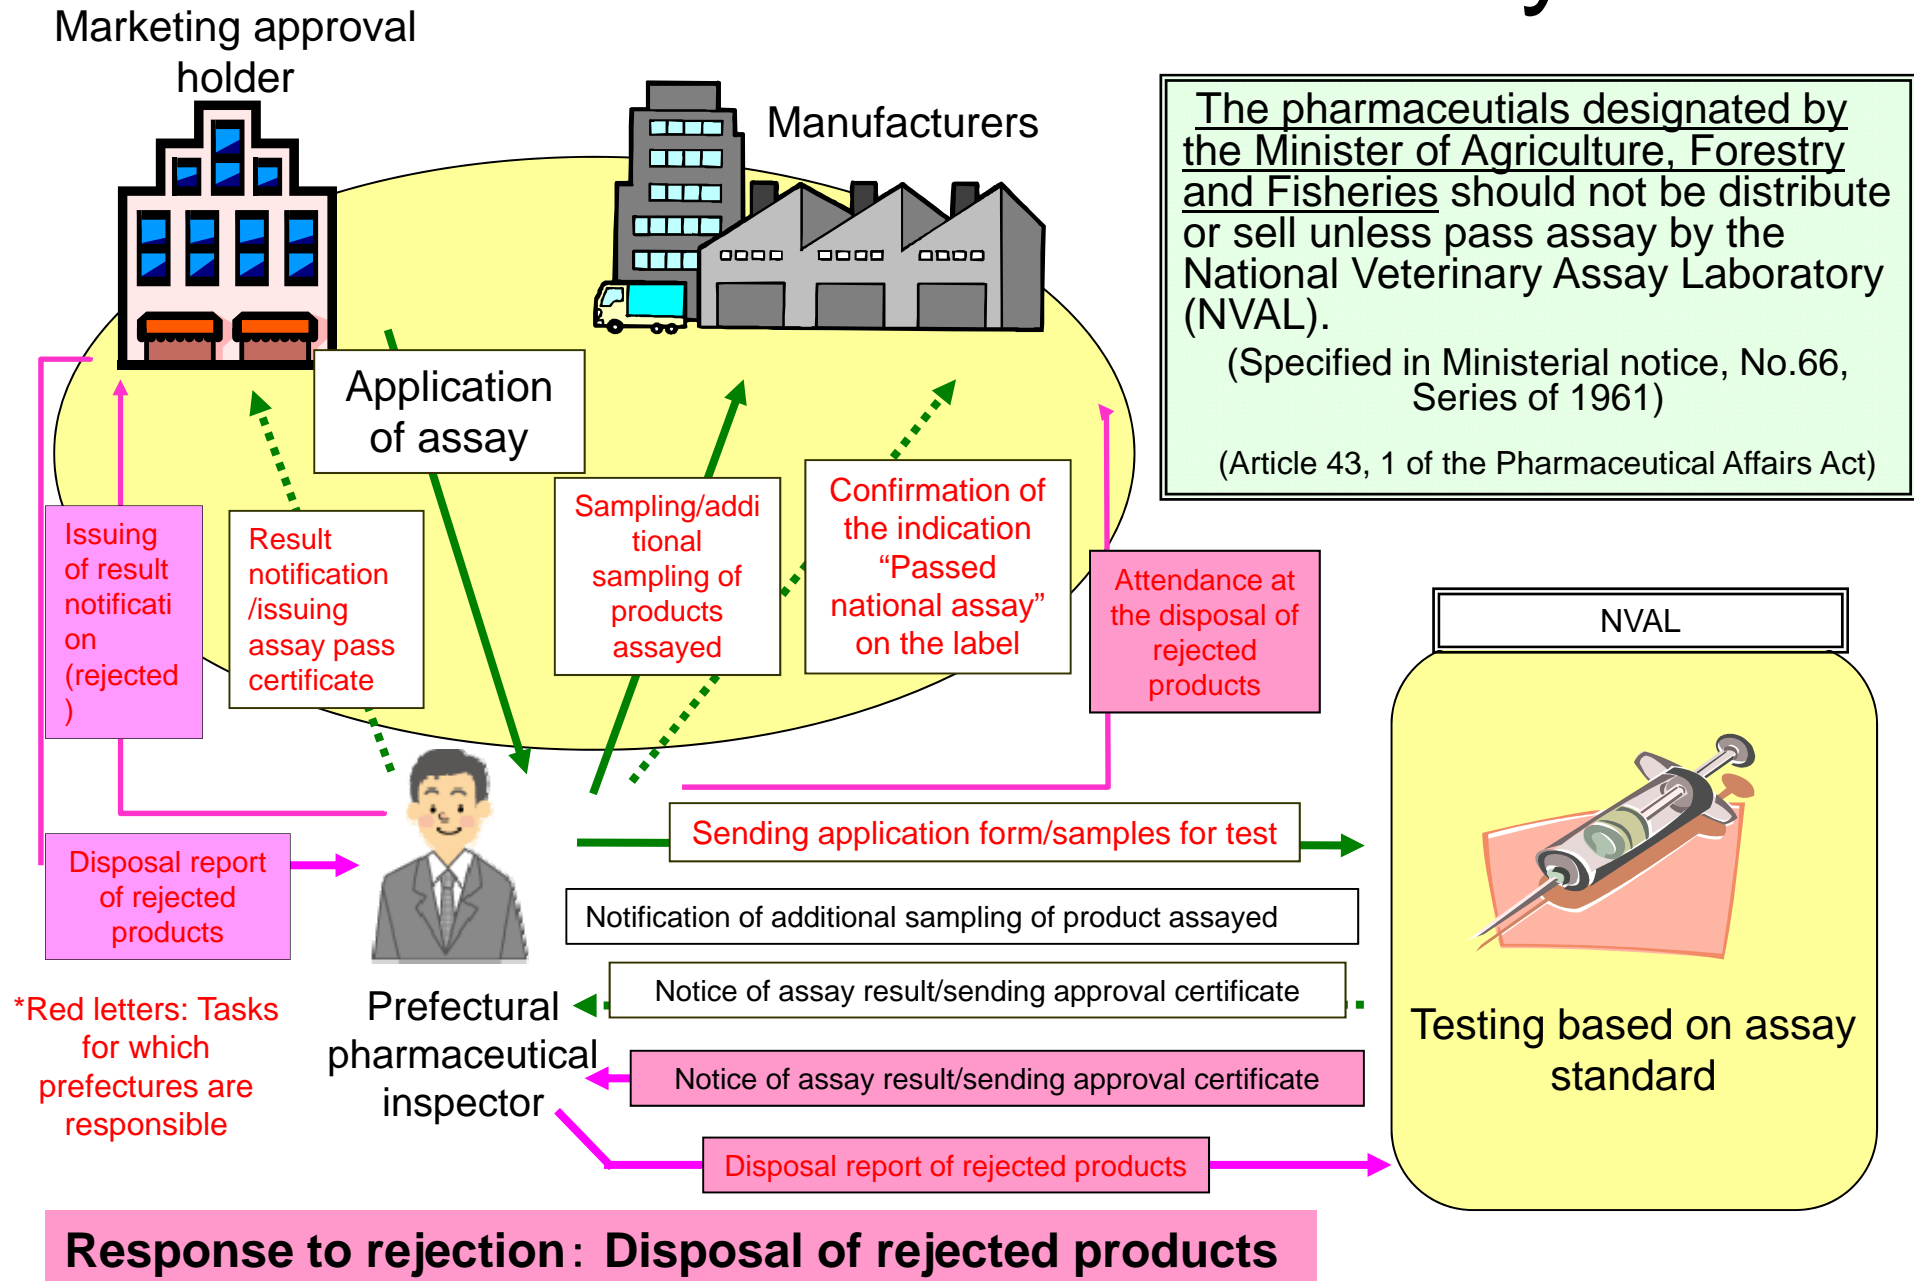 Marketing approval
holder
Manufacturers
The pharmaceutials designated by
the Minister of Agriculture, Forestry
and Fisheries should not be distribute
or sell unless pass assay by the
National Veterinary Assay Laboratory
(NVAL).
(Specified in Ministerial notice, No.66,
Series of 1961)
(Article 43, 1 of the Pharmaceutical Affairs Act)
Application
of assay
Issuing
of result
notificati
on
(rejected
)
Result
notification
/issuing
assay pass
certificate
Sampling/addi
tional
sampling of
products
assayed
Confirmation of
the indication
“Passed
national assay”
on the label
Attendance at
the disposal of
rejected
products
NVAL
Sending application form/samples for test
Disposal report
of rejected
products
Notification of additional sampling of product assayed
Notice of assay result/sending approval certificate
*Red letters: Tasks
for which
prefectures are
responsible
Prefectural
pharmaceutical
inspector
Testing based on assay
standard
Notice of assay result/sending approval certificate
Disposal report of rejected products
Response to rejection: Disposal of rejected products